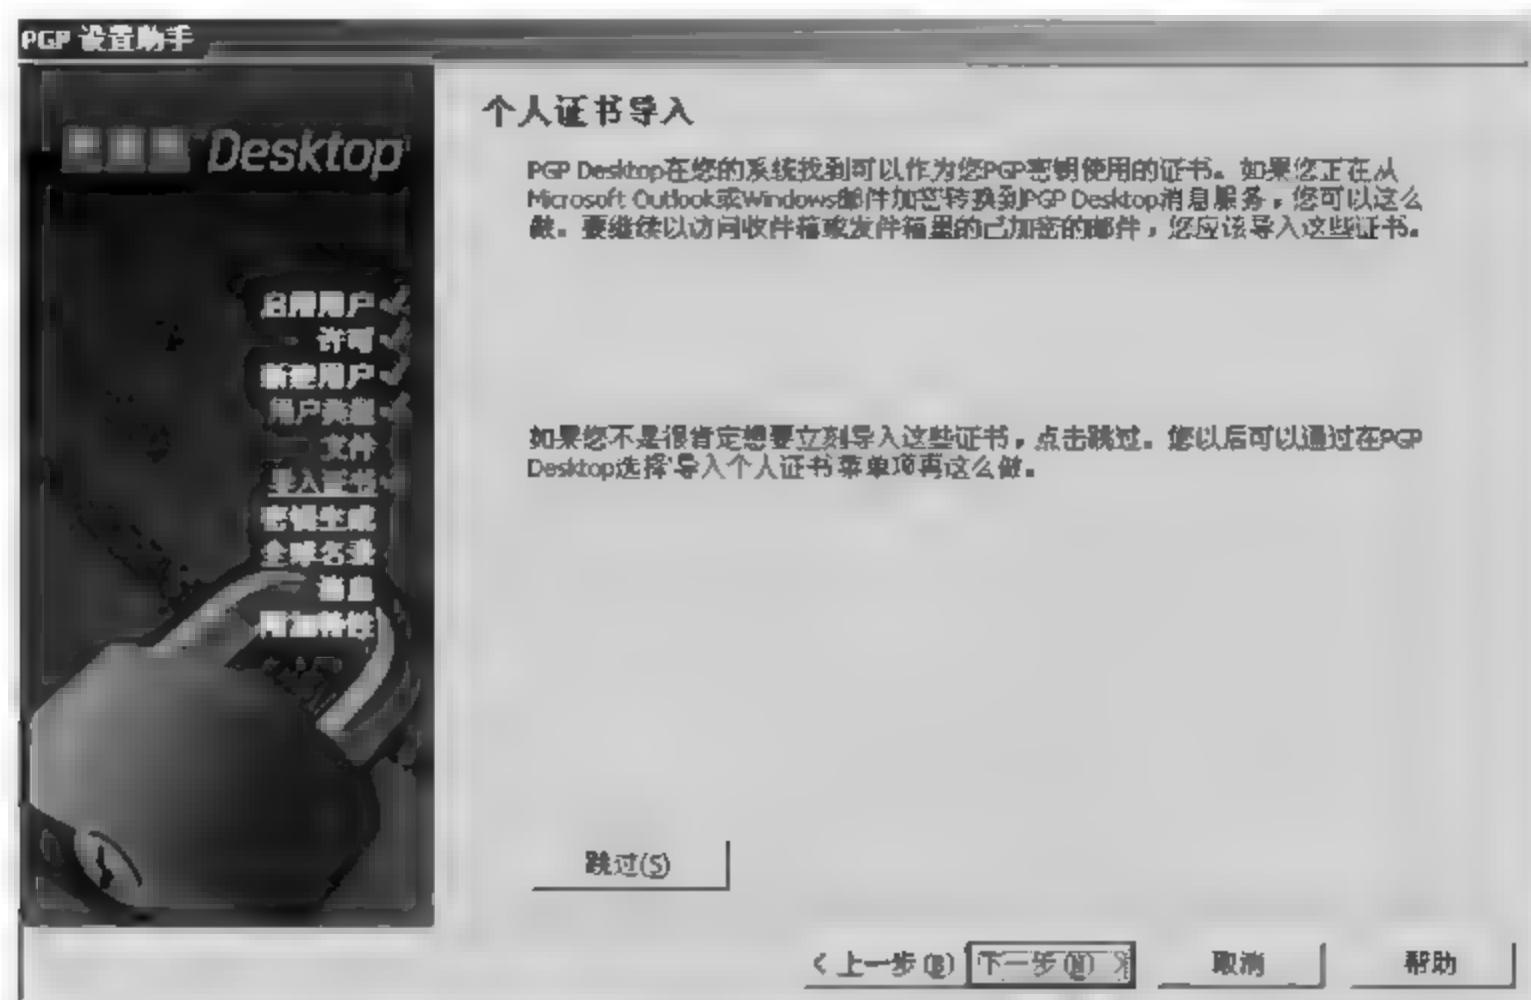 PGP 设置助手
Desktop
个人证书导入
PGP Desktop在您的系统找到可以作为您PGP密钥使用的证书。如果您正在从
Microsoft Outlook或Windows邮件加密转换到PGP Desktop消息服务,您可以这么
做。要继续以访问收件箱或发件箱里的已加密的邮件,您应该导入这些证书。
启用用户
许可
新建用户
用户类型
文件
导入证书
密钥生成
全球名录
消息
附加特性
如果您不是很肯定想要立刻导入这些证书,点击跳过。您以后可以通过在PGP
Desktop选择'导入个人证书'菜单项再这么做。
跳过(S)
< 上一步(B)
下一步(N) >
取消
帮助